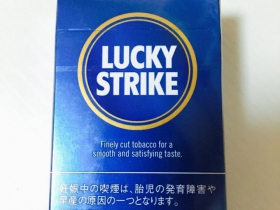 LUCKY
STRIKE
Finely cut tobacco for a
smooth and satisfying taste.
妊娠中の喫煙は、胎児の発育障害や
早産の原因の一つとなります。